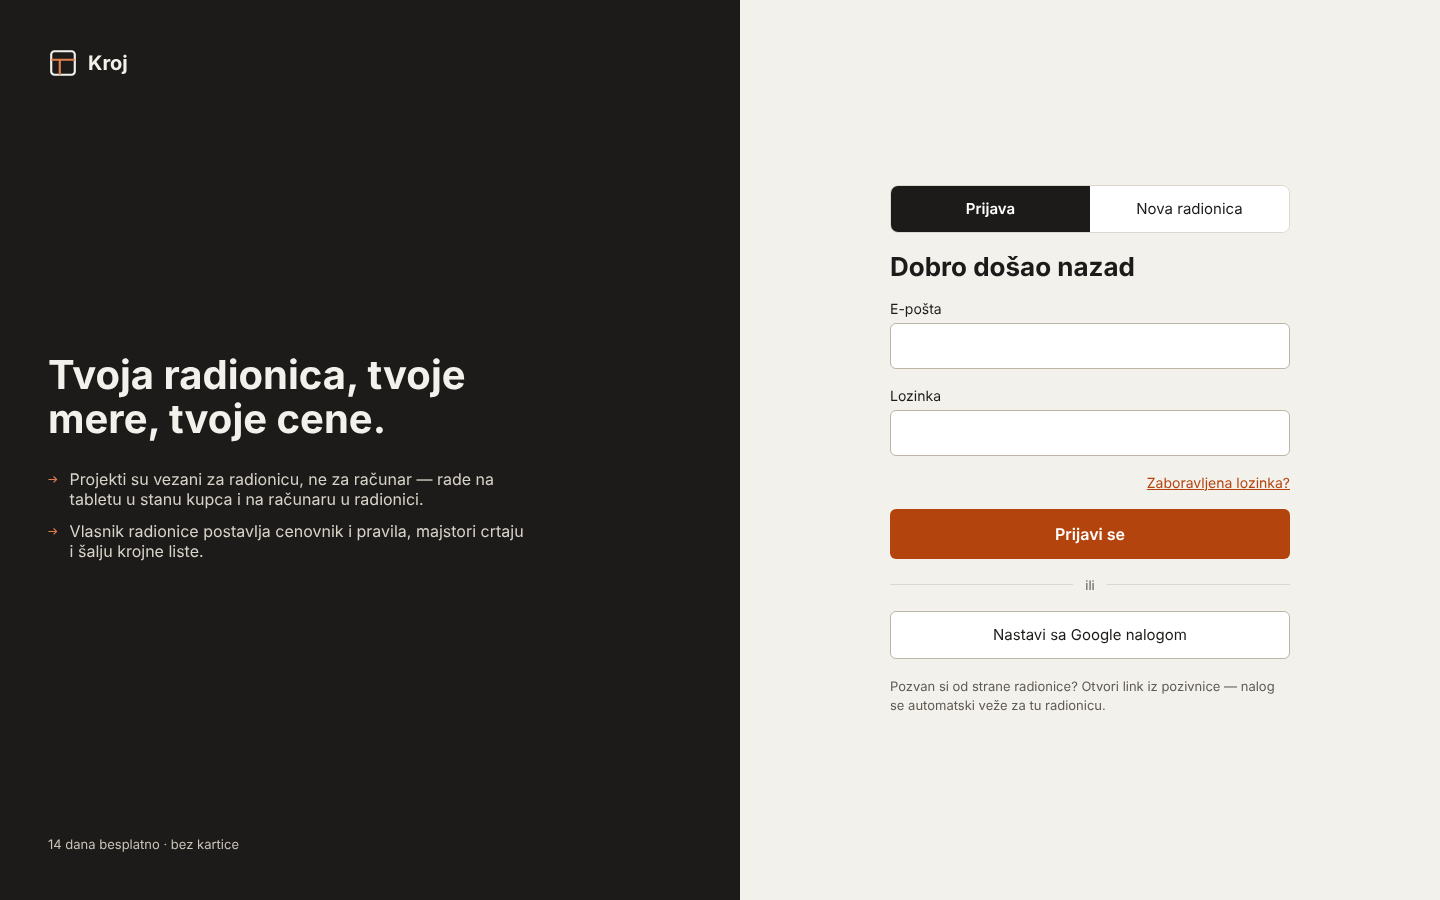 Kroj
Tvoja radionica, tvoje
mere, tvoje cene.
→ Projekti su vezani za radionicu, ne za računar — rade na
tabletu u stanu kupca i na računaru u radionici.
→ Vlasnik radionice postavlja cenovnik i pravila, majstori crtaju
i šalju krojne liste.
14 dana besplatno · bez kartice
Prijava
Nova radionica
Dobro došao nazad
E-pošta
Lozinka
Zaboravljena lozinka?
Prijavi se
ili
Nastavi sa Google nalogom
Pozvan si od strane radionice? Otvori link iz pozivnice — nalog
se automatski veže za tu radionicu.